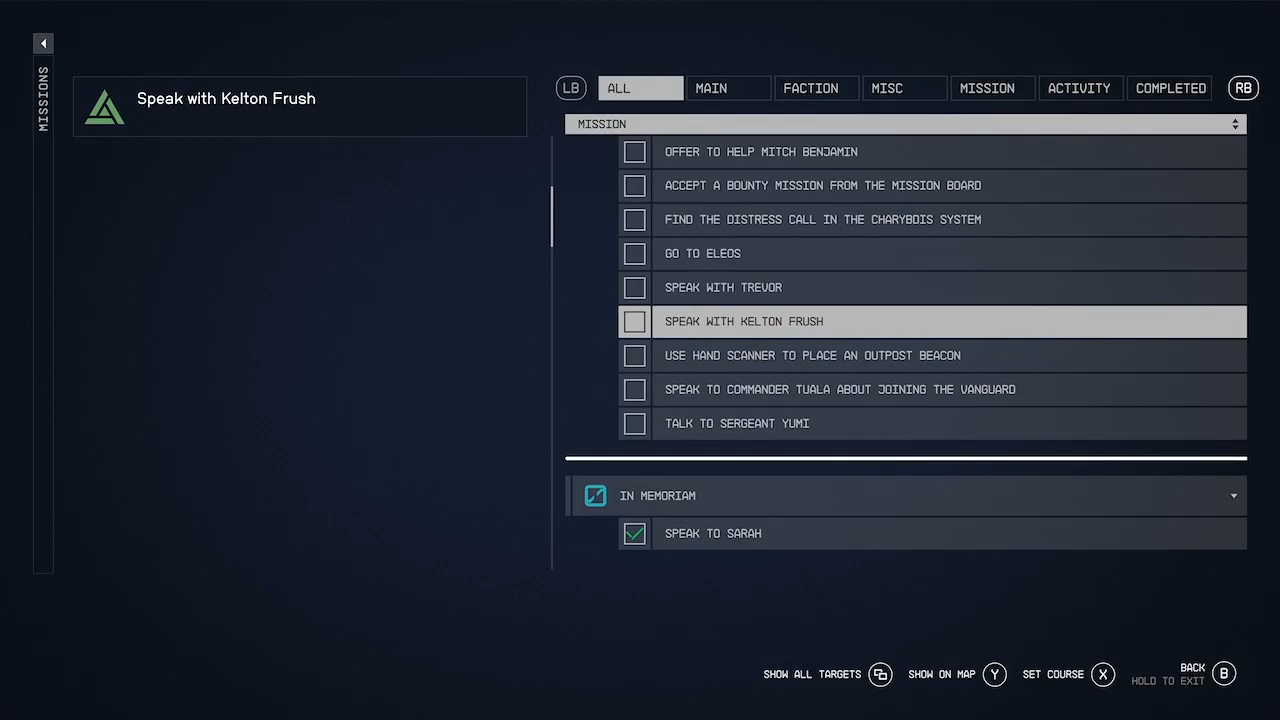 MISSIONS
Speak with Kelton Frush
LB
ALL
MAIN
FACTION
MISC
MISSION
ACTIVITY
COMPLETED
RB
MISSION
OFFER TO HELP MITCH BENJAMIN
ACCEPT A BOUNTY MISSION FROM THE MISSION BOARD
FIND THE DISTRESS CALL IN THE CHARYBDIS SYSTEM
GO TO ELEOS
SPEAK WITH TREVOR
SPEAK WITH KELTON FRUSH
USE HAND SCANNER TO PLACE AN OUTPOST BEACON
SPEAK TO COMMANDER TUALA ABOUT JOINING THE VANGUARD
TALK TO SERGEANT YUMI
IN MEMORIAM
SPEAK TO SARAH
SHOW ALL TARGETS
SHOW ON MAP Y
SET COURSE X
BACK B
HOLD TO EXIT